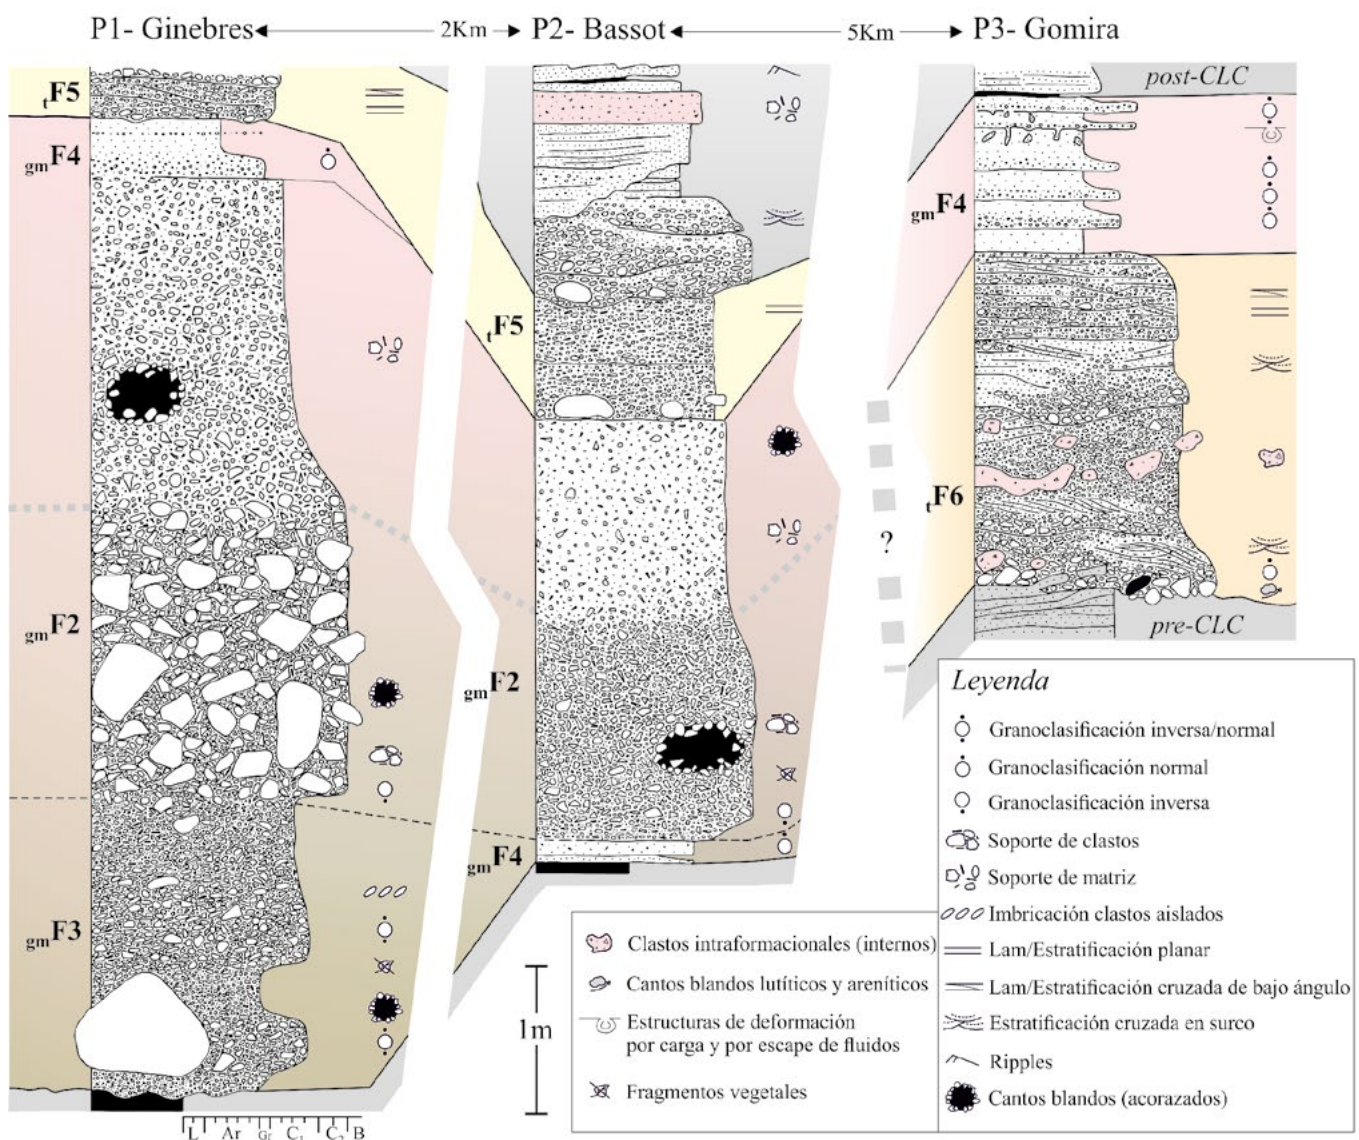 P1- Ginebres 2Km P2- Bassot 5Km P3- Gomira
post-CLC
tF5
gmF4
gmF4
tF5
tF6
?
gmF2
gmF2
pre-CLC
gmF4
gmF3
1m
L Ar Gr C1 C2 B
Leyenda
Granoclasificación inversa/normal
Granoclasificación normal
Granoclasificación inversa
Soporte de clastos
Soporte de matriz
Imbricación clastos aislados
Lam/Estratificación planar
Lam/Estratificación cruzada de bajo ángulo
Estratificación cruzada en surco
Ripples
Cantos blandos (acorazados)
Clastos intraformacionales (internos)
Cantos blandos lutíticos y areníticos
Estructuras de deformación
por carga y por escape de fluidos
Fragmentos vegetales